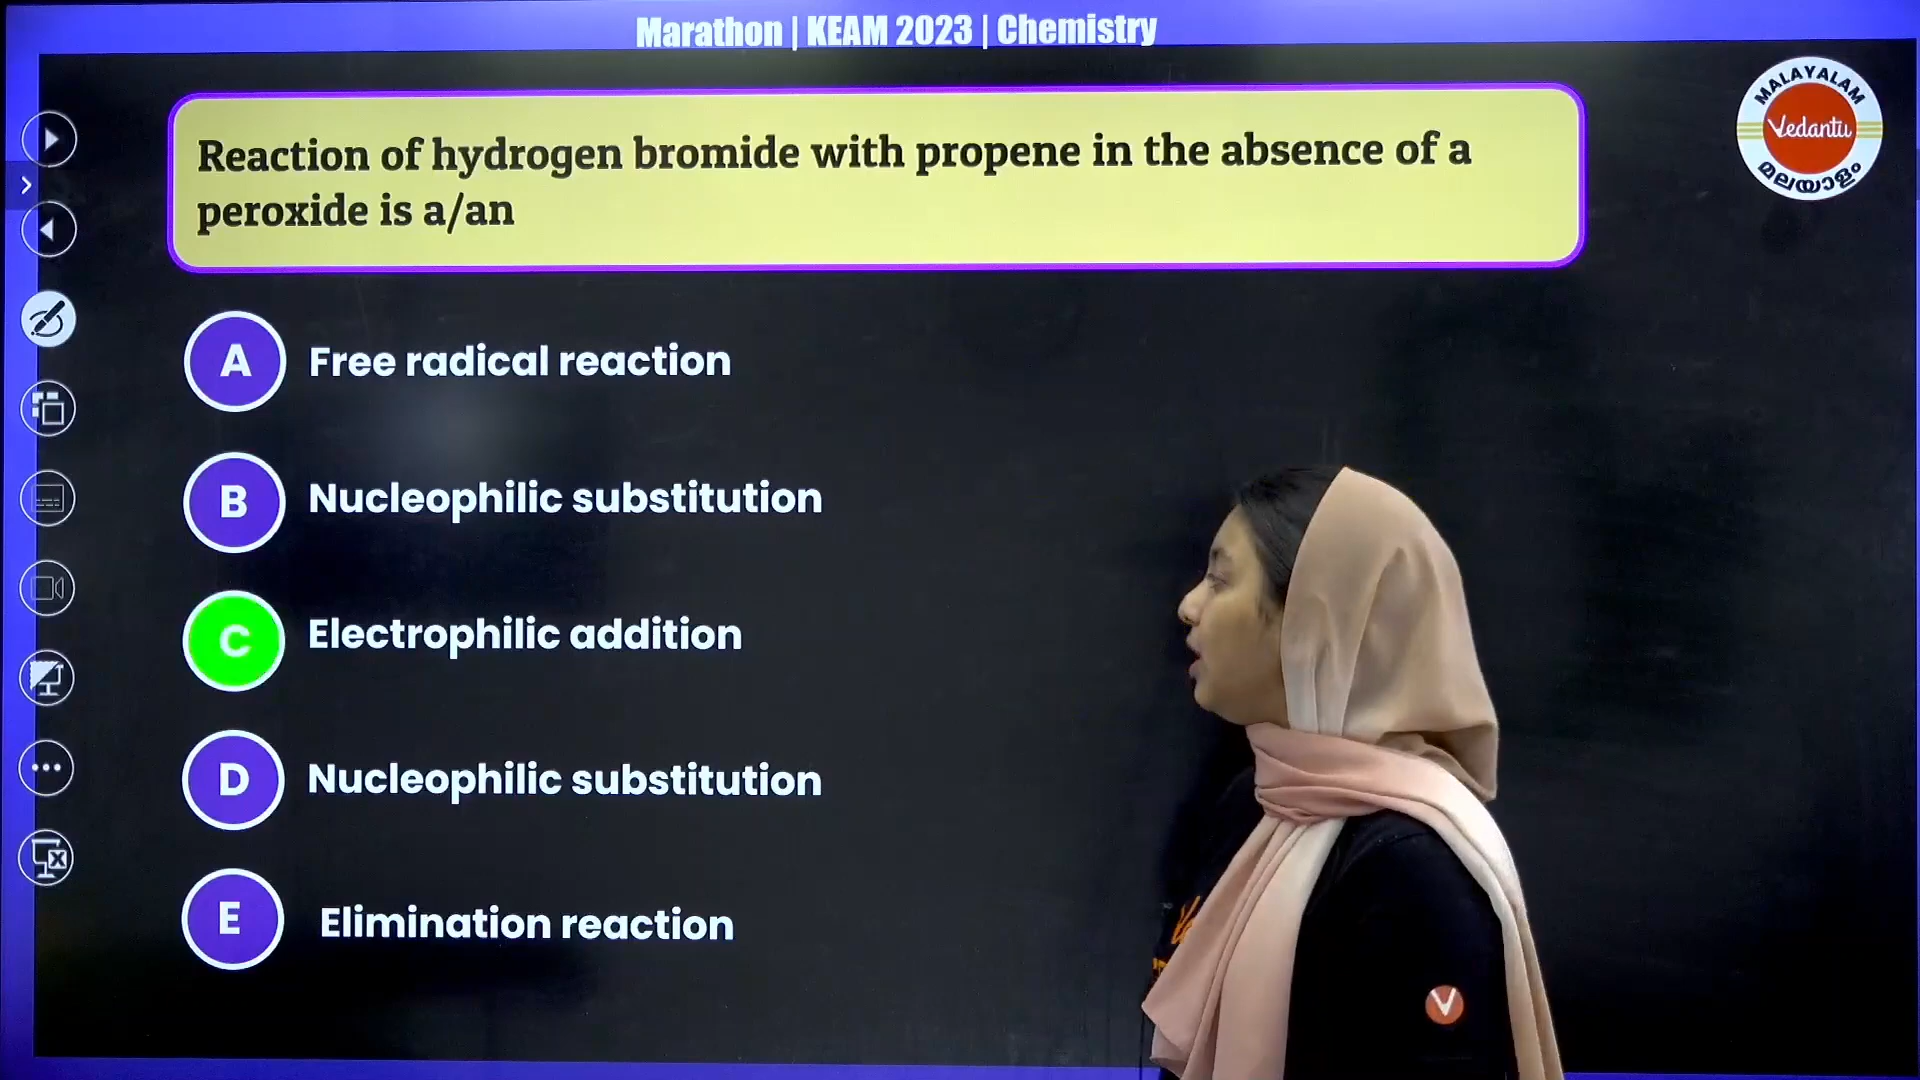 Marathon | KEAM 2023 | Chemistry
MALAYALAM
Vedantu
മലയാളം
Reaction of hydrogen bromide with propene in the absence of a
peroxide is a/an
A Free radical reaction
B Nucleophilic substitution
C Electrophilic addition
D Nucleophilic substitution
E Elimination reaction
V